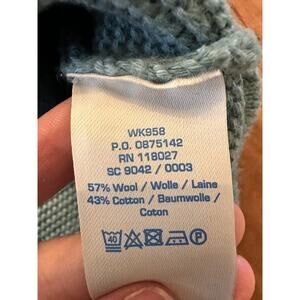 WK958
P.O. 0875142
RN 118027
SC 9042 / 0003
57% Wool / Wolle / Laine
43% Cotton / Baumwolle /
Coton
40 P